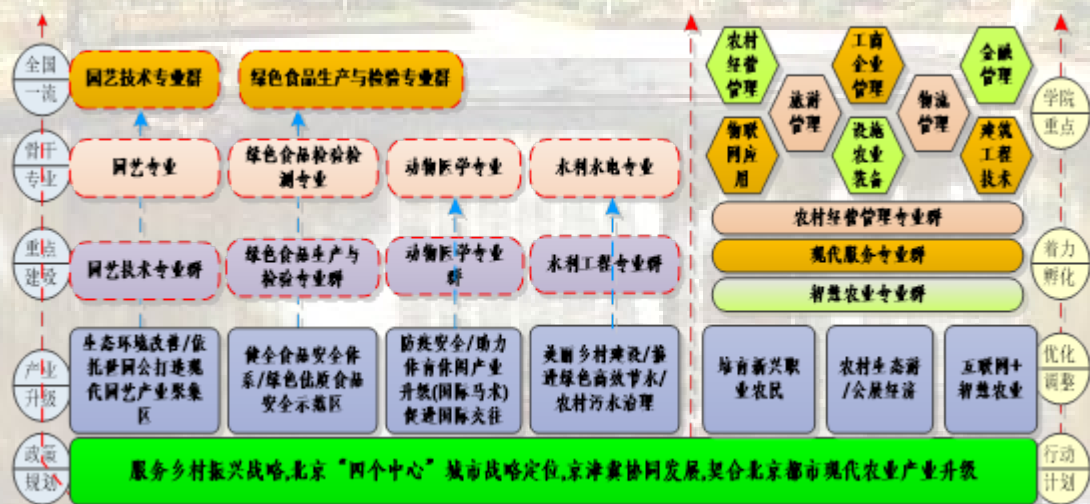 全国
一流
园艺技术专业群
绿色食品生产与检验专业群
农村
经营
管理
工商
企业
管理
金融
管理
旅游
管理
物流
管理
学院
重点
骨干
专业
园艺专业
绿色食品检验检
测专业
动物医学专业
水利水电专业
物联
网应
用
设施
农业
装备
建筑
工程
技术
农村经营管理专业群
重点
建设
园艺技术专业群
绿色食品生产与
检验专业群
动物医学专业
群
水利工程专业群
现代服务专业群
智慧农业专业群
着力
孵化
产业
升级
生态环境改善/依
托世园会打造现
代园艺产业聚集
区
健全食品安全体
系/绿色优质食品
安全示范区
防疫安全/助力
体育休闲产业
升级(国际马术)
促进国际交往
美丽乡村建设/推
进绿色高效节水/
农村污水治理
培育新兴职
业农民
农村生态游
/会展经济
互联网+
智慧农业
优化
调整
政策
规划
服务乡村振兴战略,北京“四个中心”城市战略定位,京津冀协同发展,契合北京都市现代农业产业升级
行动
计划